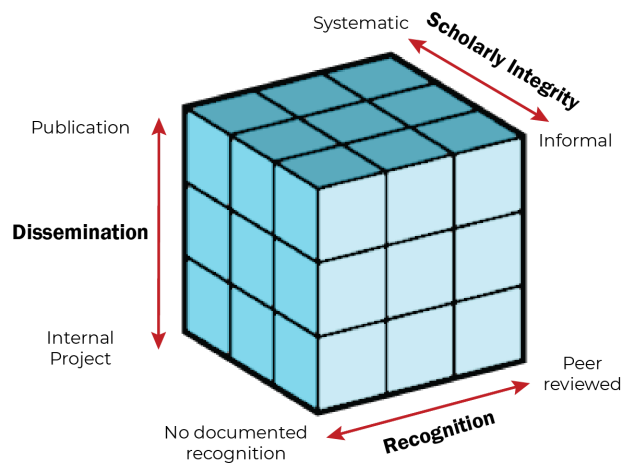 Systematic
Scholarly Integrity
Publication
Informal
Dissemination
Internal
Project
Peer
reviewed
No documented
recognition
Recognition